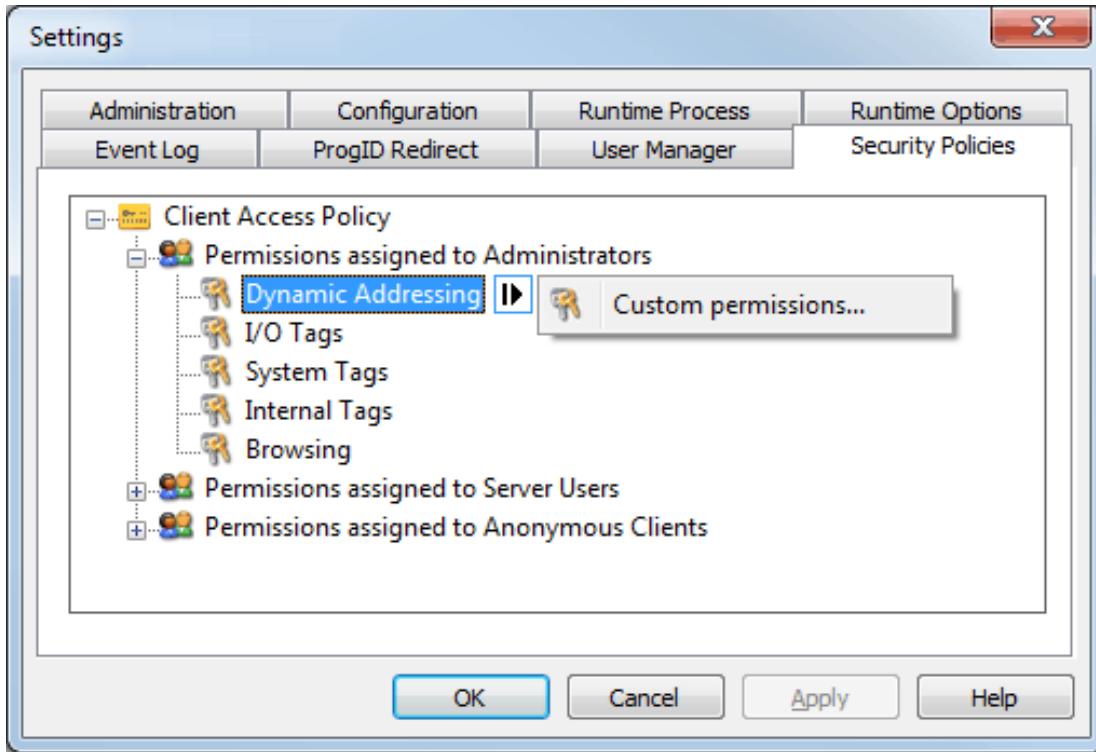 Settings
Administration Configuration Runtime Process Runtime Options
Event Log ProgID Redirect User Manager Security Policies
Client Access Policy
Permissions assigned to Administrators
Dynamic Addressing Custom permissions...
I/O Tags
System Tags
Internal Tags
Browsing
Permissions assigned to Server Users
Permissions assigned to Anonymous Clients
OK Cancel Apply Help